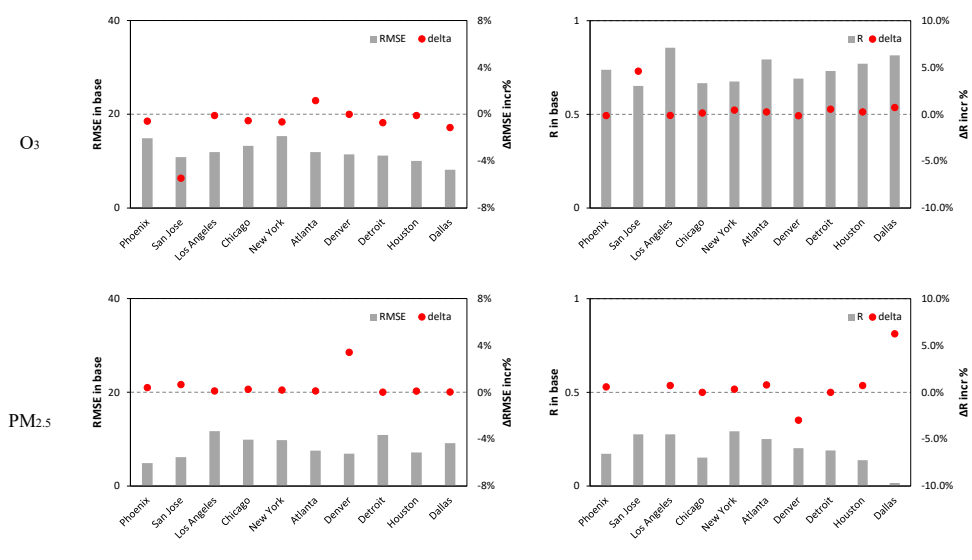 O3
40
20
0
RMSE in base
RMSE delta
8%
4%
0%
-4%
-8%
ΔRMSE incr%
Phoenix
San Jose
Los Angeles
Chicago
New York
Atlanta
Denver
Detroit
Houston
Dallas
1
0.5
0
R in base
R delta
10.0%
5.0%
0.0%
-5.0%
-10.0%
ΔR incr %
Phoenix
San Jose
Los Angeles
Chicago
New York
Atlanta
Denver
Detroit
Houston
Dallas
PM2.5
40
20
0
RMSE in base
RMSE delta
8%
4%
0%
-4%
-8%
ΔRMSE incr%
Phoenix
San Jose
Los Angeles
Chicago
New York
Atlanta
Denver
Detroit
Houston
Dallas
1
0.5
0
R in base
R delta
10.0%
5.0%
0.0%
-5.0%
-10.0%
ΔR incr %
Phoenix
San Jose
Los Angeles
Chicago
New York
Atlanta
Denver
Detroit
Houston
Dallas